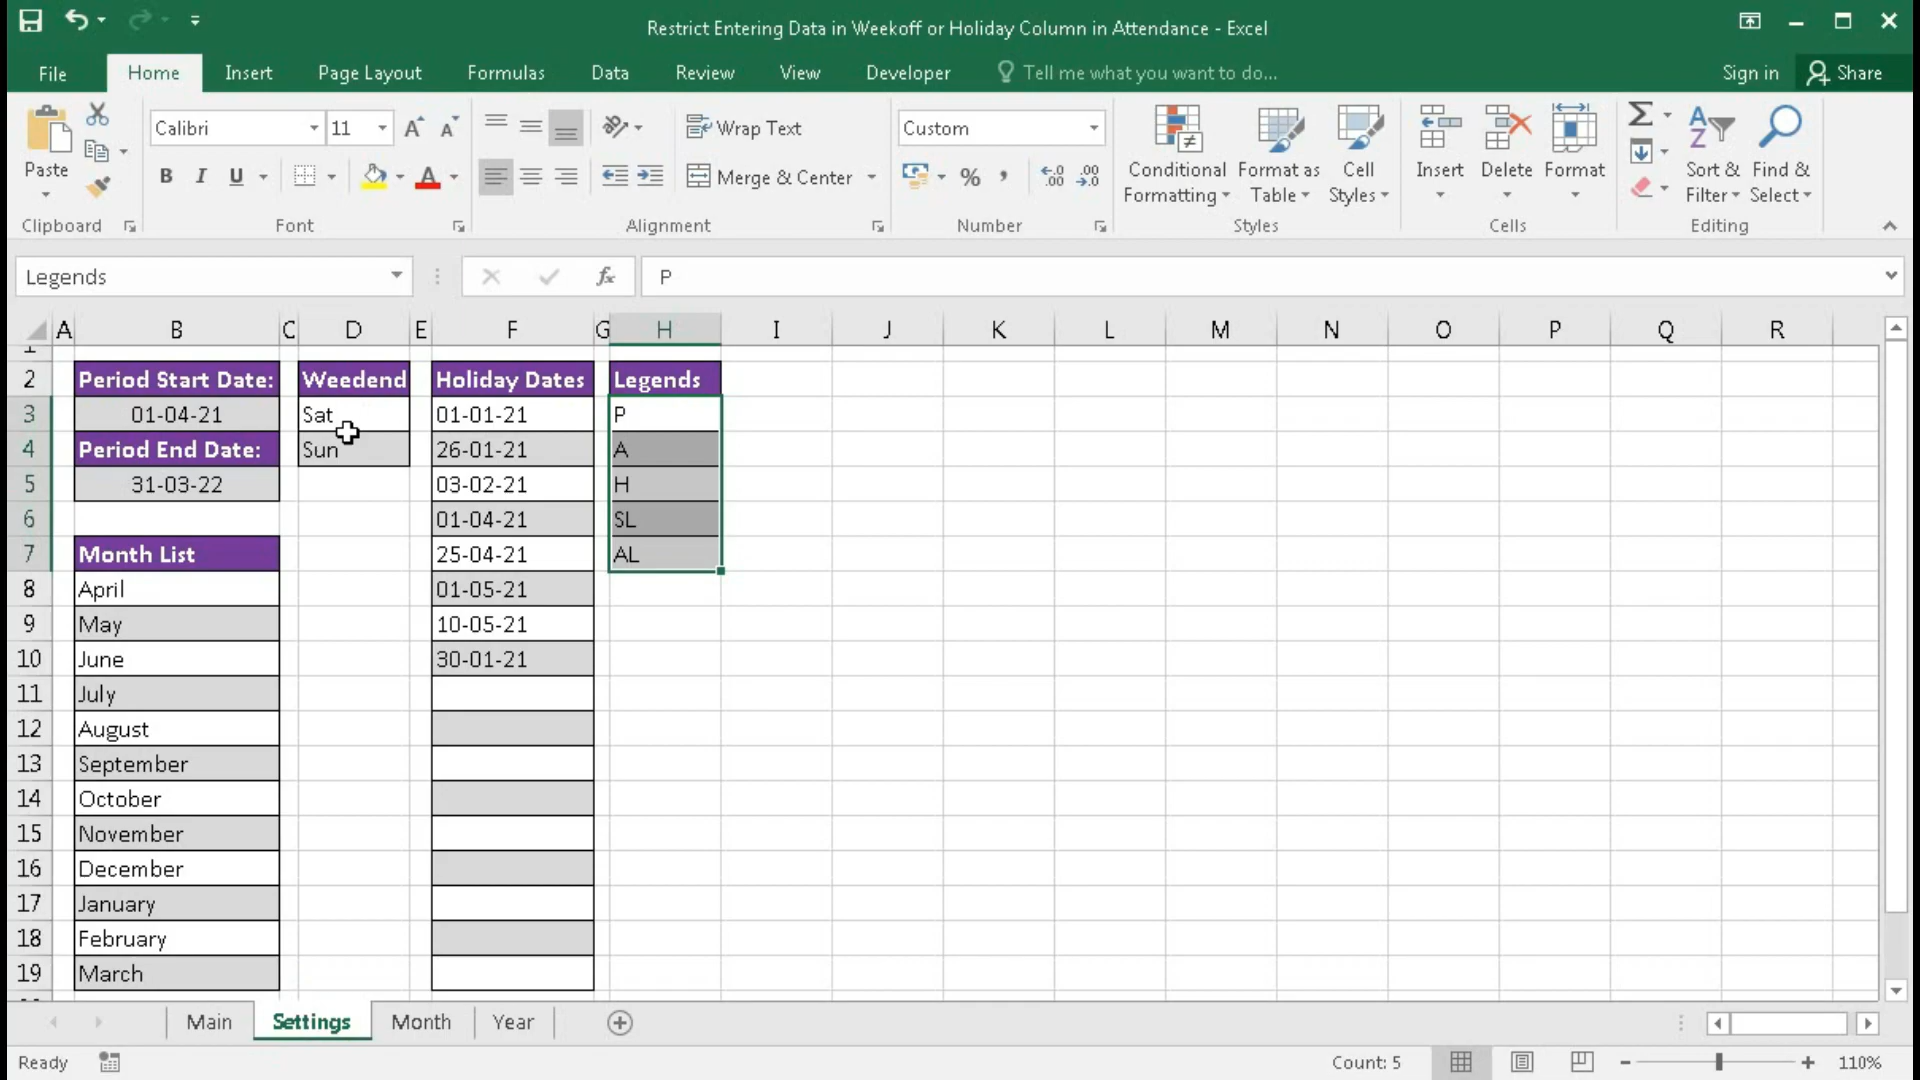 Restrict Entering Data in Weekoff or Holiday Column in Attendance - Excel
File Home Insert Page Layout Formulas Data Review View Developer Tell me what you want to do... Sign in Share
Paste
Clipboard
Calibri 11
B I U A
Font
Wrap Text
Merge & Center
Alignment
Custom
% , .00 .00
Number
Conditional Formatting
Format as Table
Cell Styles
Styles
Insert Delete Format
Cells
Sort & Filter
Find & Select
Editing
Legends fx P
A B C D E F G H I J K L M N O P Q R
1
2 Period Start Date: Weedend Holiday Dates Legends
3 01-04-21 Sat 01-01-21 P
4 Period End Date: Sun 26-01-21 A
5 31-03-22 03-02-21 H
6 01-04-21 SL
7 Month List 25-04-21 AL
8 April 01-05-21
9 May 10-05-21
10 June 30-01-21
11 July
12 August
13 September
14 October
15 November
16 December
17 January
18 February
19 March
Main Settings Month Year
Ready Count: 5 110%